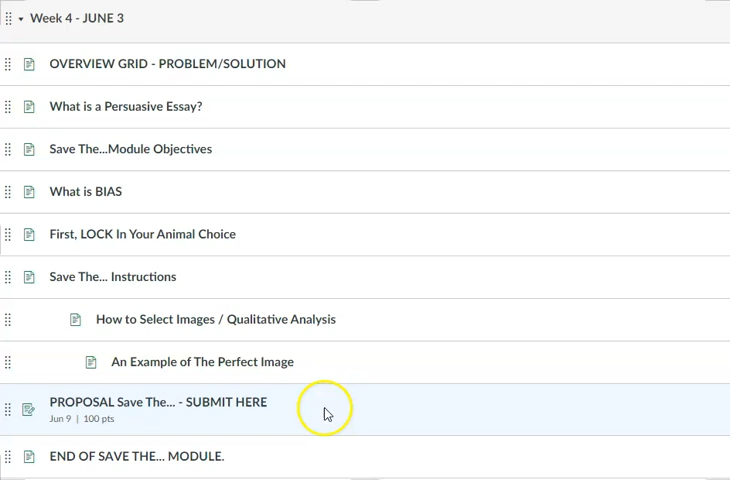 Week 4 - JUNE 3
OVERVIEW GRID - PROBLEM/SOLUTION
What is a Persuasive Essay?
Save The...Module Objectives
What is BIAS
First, LOCK In Your Animal Choice
Save The... Instructions
How to Select Images / Qualitative Analysis
An Example of The Perfect Image
PROPOSAL Save The... - SUBMIT HERE
Jun 9 | 100 pts
END OF SAVE THE... MODULE.